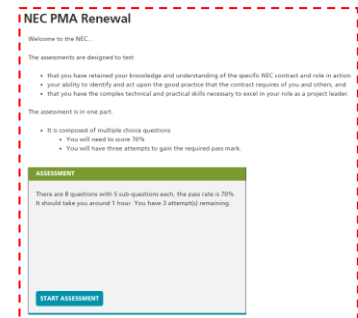 NEC PMA Renewal
Welcome to the NEC...
The assessments are designed to test:
that you have retained your knowledge and understanding of the specific NEC contract and role in action
your ability to identify and act upon the good practice that the contract requires of you and others, and
that you have the complex technical and practical skills necessary to excel in your role as a project leader.
The assessment is in one part.
It is composed of multiple choice questions
You will need to score 70%
You will have three attempts to gain the required pass mark.
ASSESSMENT
There are 8 questions with 5 sub-questions each, the pass rate is 70%.
It should take you around 1 hour. You have 3 attempt(s) remaining.
START ASSESSMENT